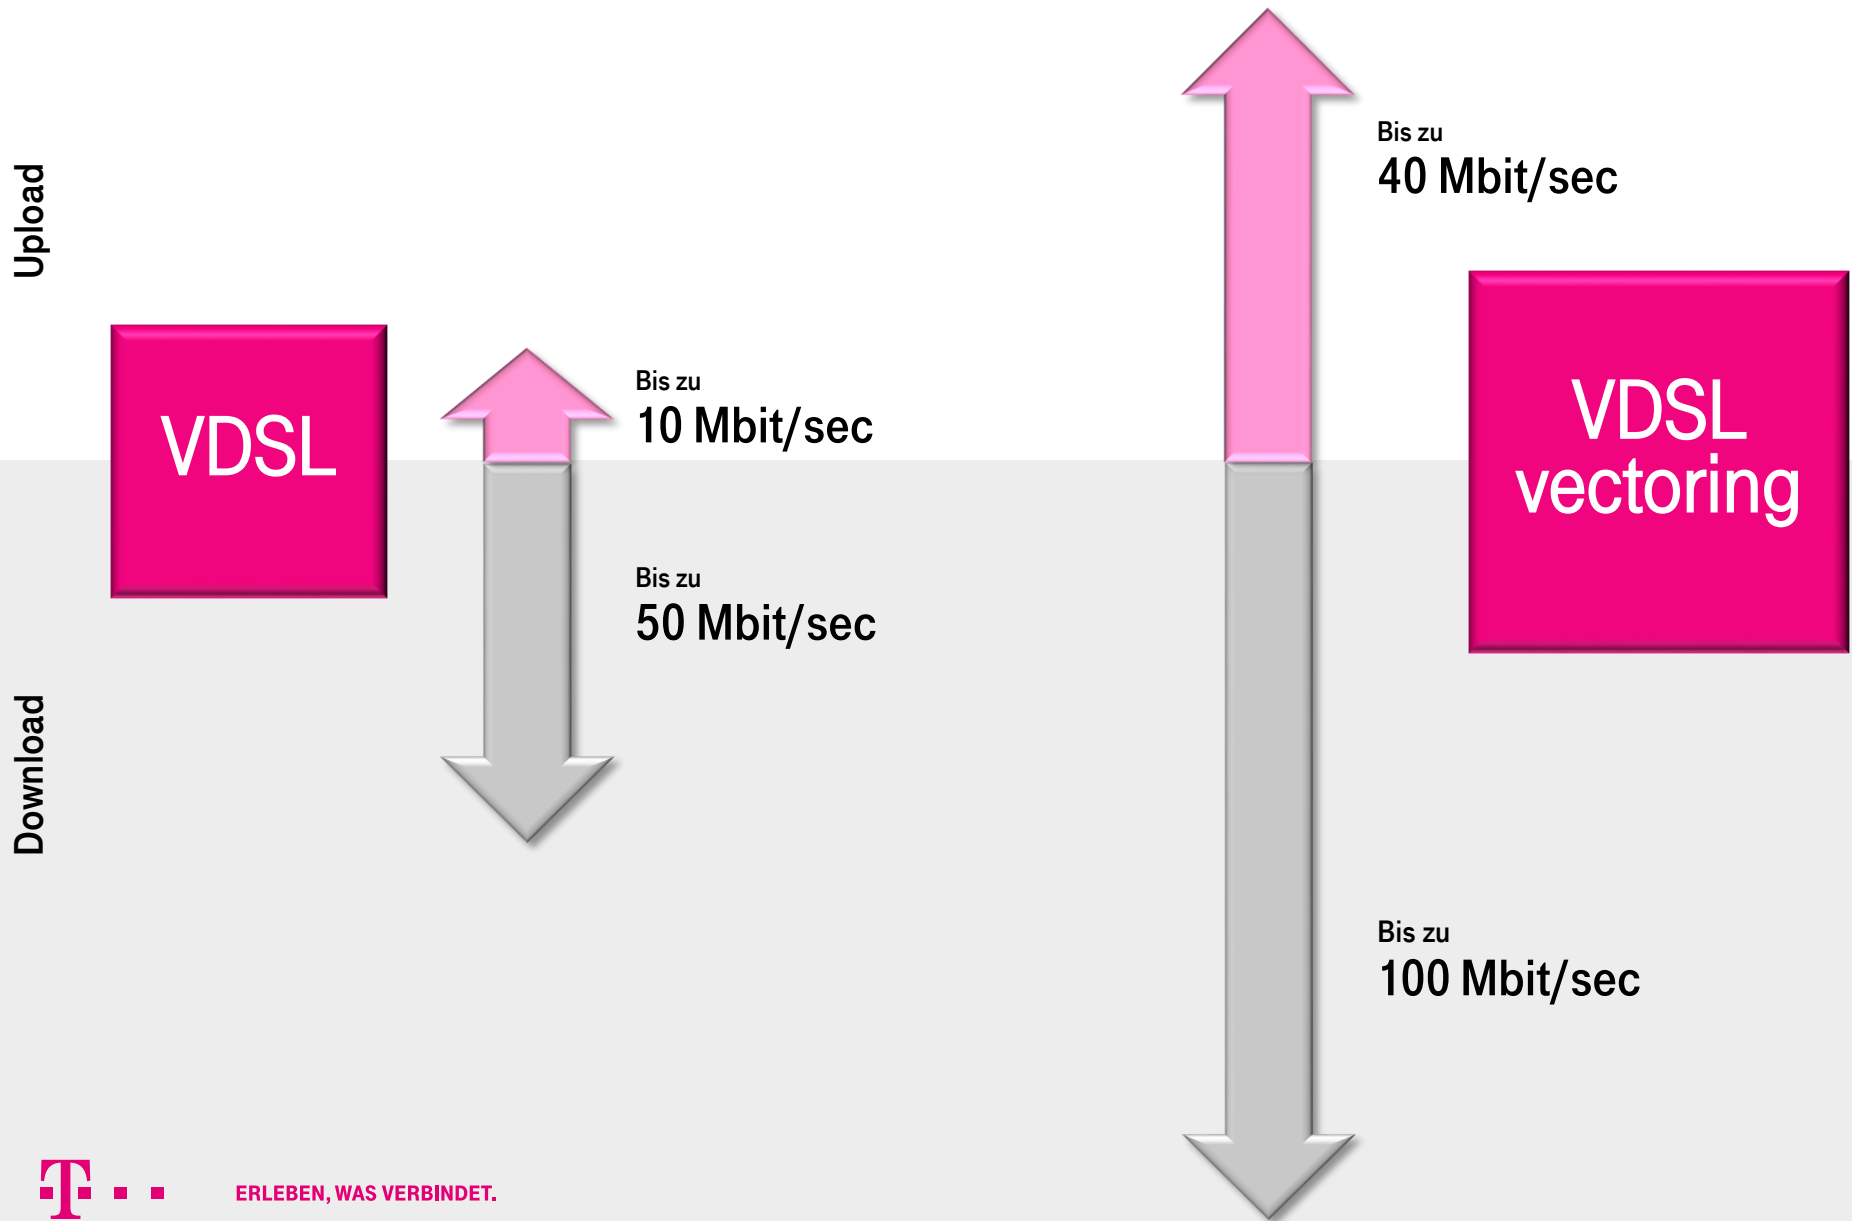 Upload
Bis zu
40 Mbit/sec
VDSL
Bis zu
10 Mbit/sec
VDSL
vectoring
Bis zu
50 Mbit/sec
Download
Bis zu
100 Mbit/sec
T
ERLEBEN, WAS VERBINDET.